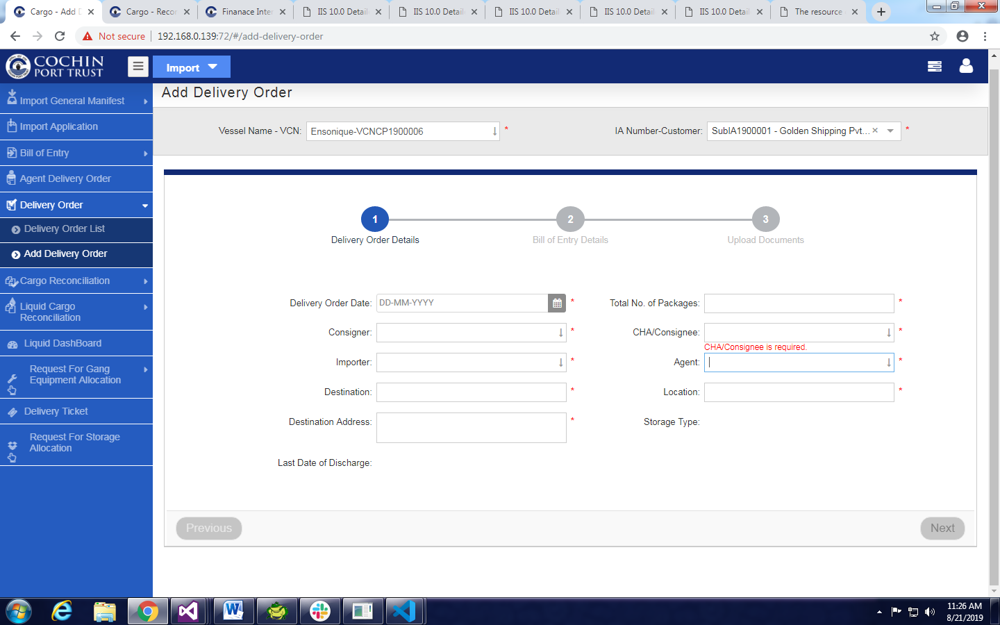 Cargo - Add D
Cargo - Recor
Finanace Inter
IIS 10.0 Detaile
IIS 10.0 Detaile
IIS 10.0 Detaile
IIS 10.0 Detaile
IIS 10.0 Detaile
The resource
Not secure
192.168.0.139:72/#/add-delivery-order
COCHIN
PORT TRUST
Import
Import General Manifest
Import Application
Bill of Entry
Agent Delivery Order
Delivery Order
Delivery Order List
Add Delivery Order
Cargo Reconciliation
Liquid Cargo
Reconciliation
Liquid DashBoard
Request For Gang
Equipment Allocation
Delivery Ticket
Request For Storage
Allocation
Add Delivery Order
Vessel Name - VCN: Ensonique-VCNCP1900006 *
IA Number-Customer: SubIA1900001 - Golden Shipping Pvt... × *
1
2
3
Delivery Order Details
Bill of Entry Details
Upload Documents
Delivery Order Date: DD-MM-YYYY *
Total No. of Packages: *
Consigner: *
CHA/Consignee: *
CHA/Consignee is required.
Importer: *
Agent: *
Destination: *
Location: *
Destination Address: *
Storage Type:
Last Date of Discharge:
Previous
Next
11:26 AM
8/21/2019